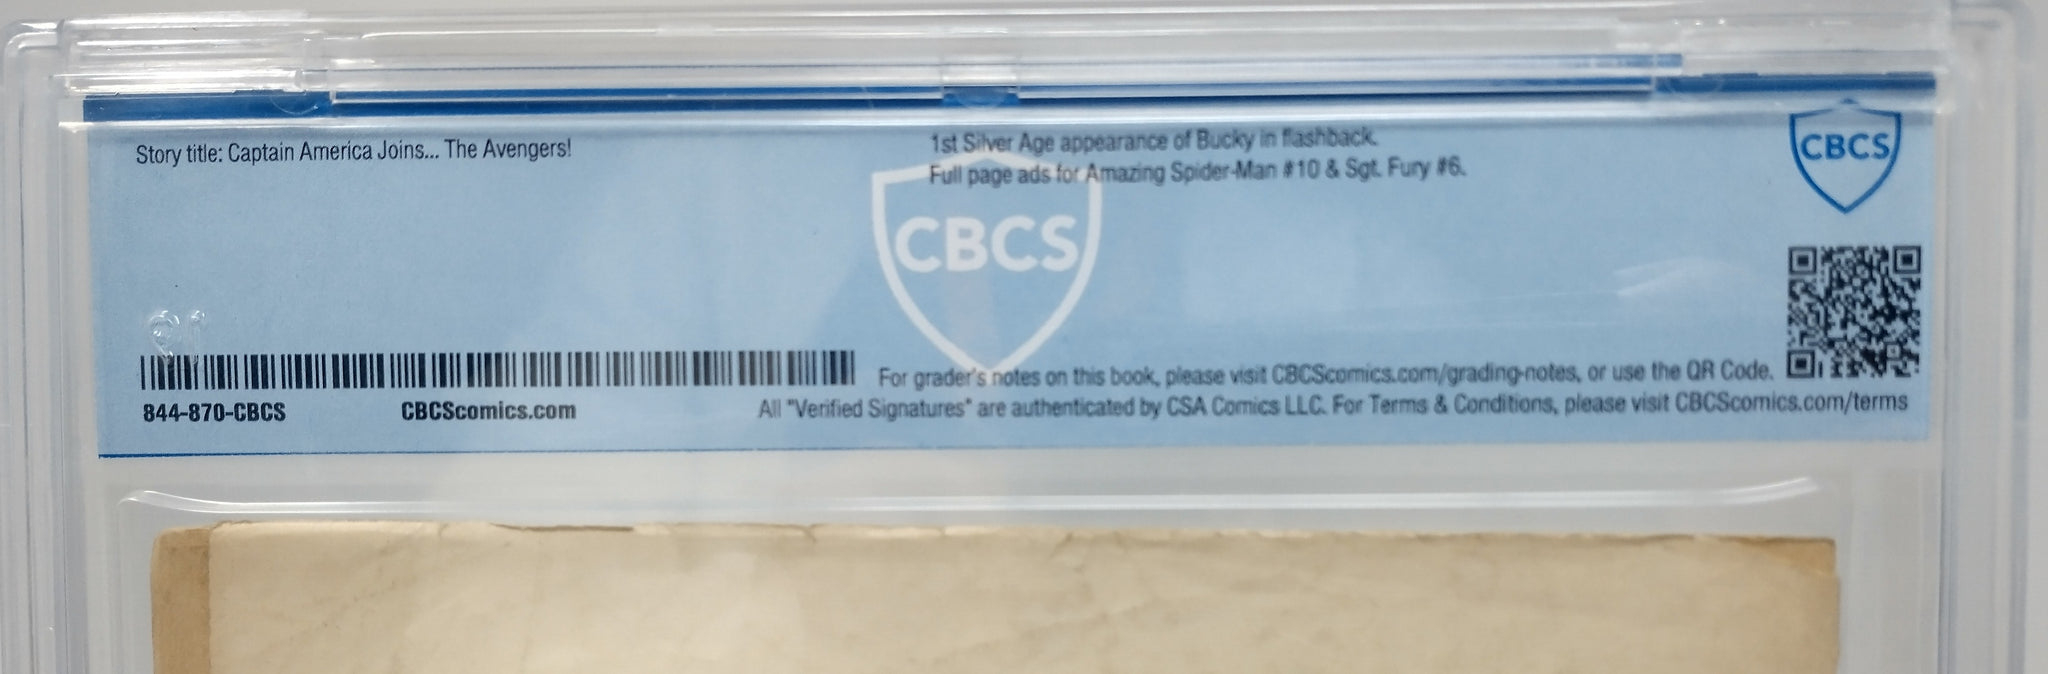 Story title: Captain America Joins... The Avengers!
1st Silver Age appearance of Bucky in flashback.
Full page ads for Amazing Spider-Man #10 & Sgt. Fury #6.
CBCS
CBCS
For grader's notes on this book, please visit CBCScomics.com/grading-notes, or use the QR Code.
844-870-CBCS
CBCScomics.com
All "Verified Signatures" are authenticated by CSA Comics LLC. For Terms & Conditions, please visit CBCScomics.com/terms